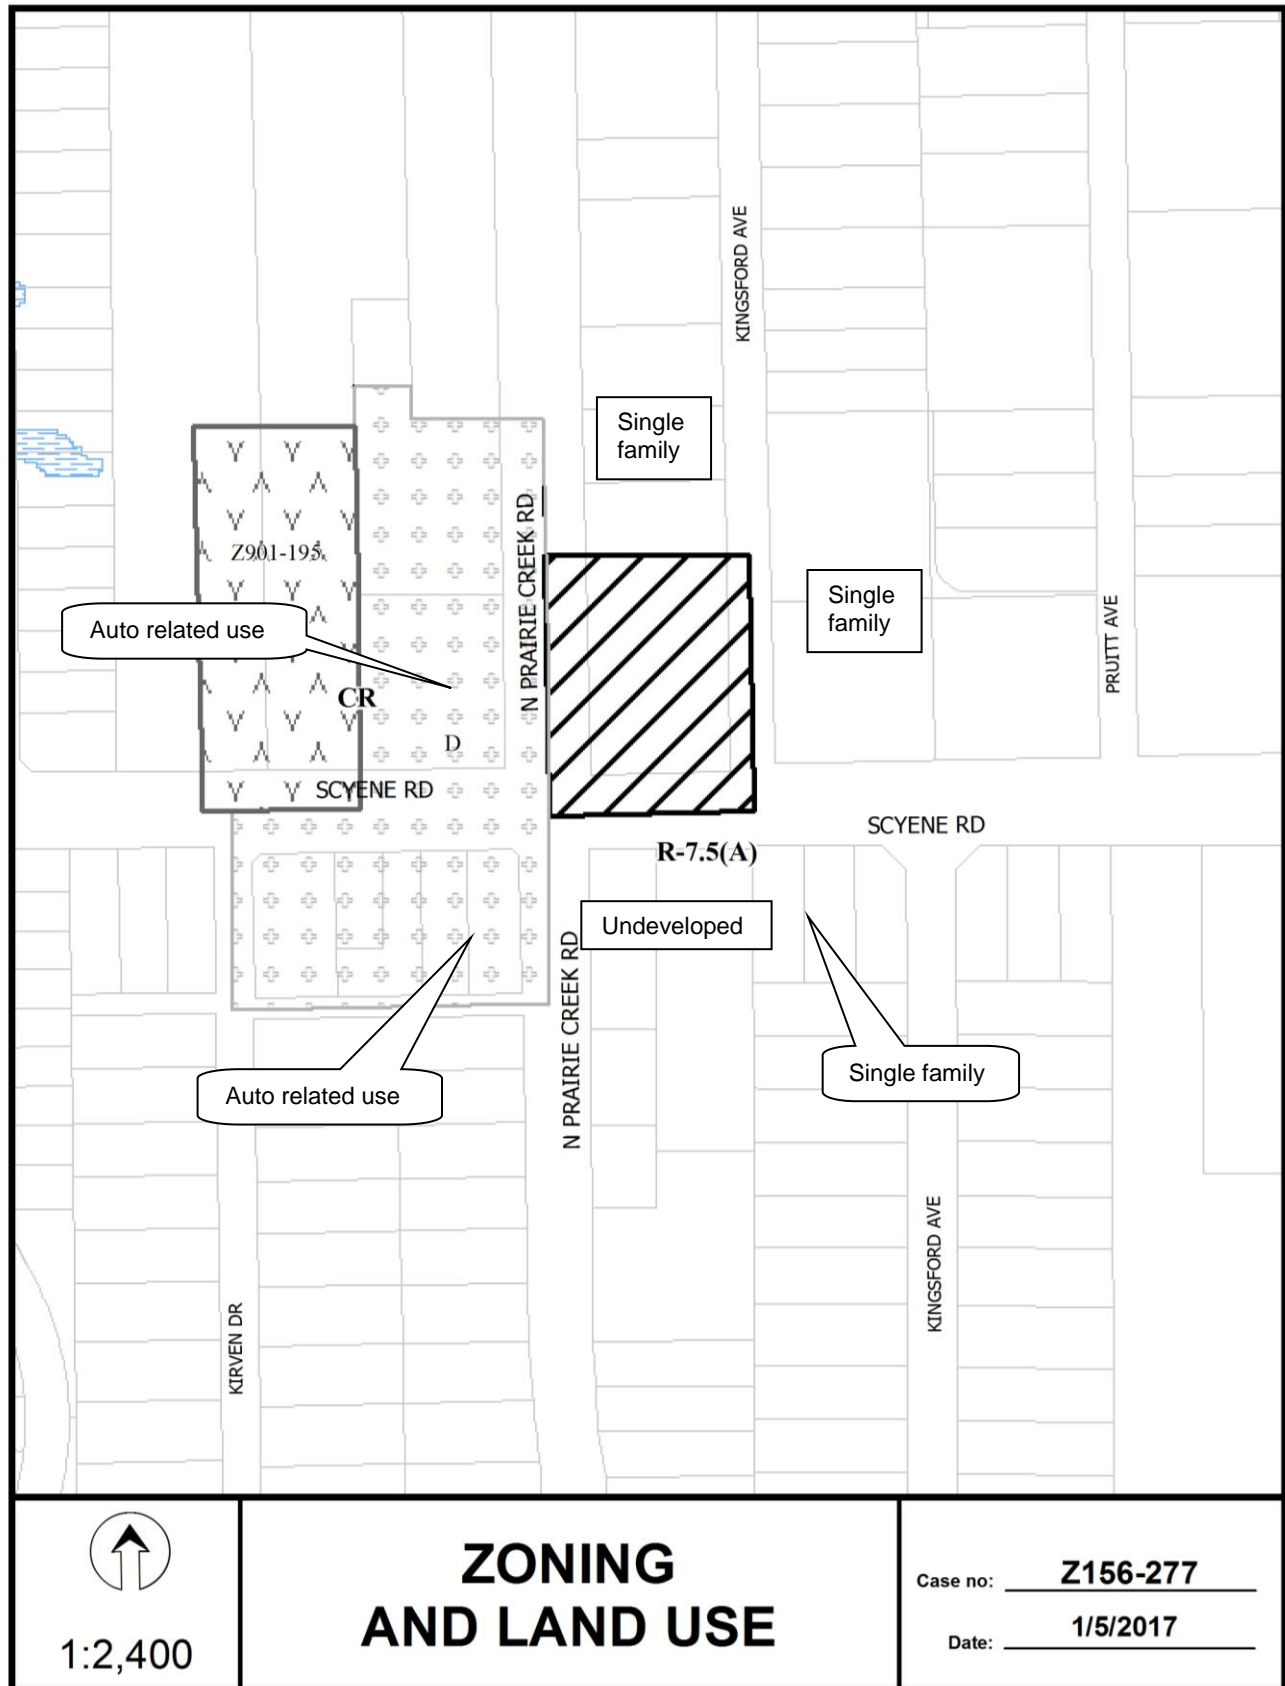 KINGSFORD AVE
Single
family
N PRAIRIE CREEK RD
Z901-195
Single
family
Auto related use
PRUITT AVE
CR
D
SCYENE RD
SCYENE RD
R-7.5(A)
Undeveloped
N PRAIRIE CREEK RD
Single family
Auto related use
KINGSFORD AVE
KIRVEN DR
1:2,400
ZONING
AND LAND USE
Case no: Z156-277
Date: 1/5/2017